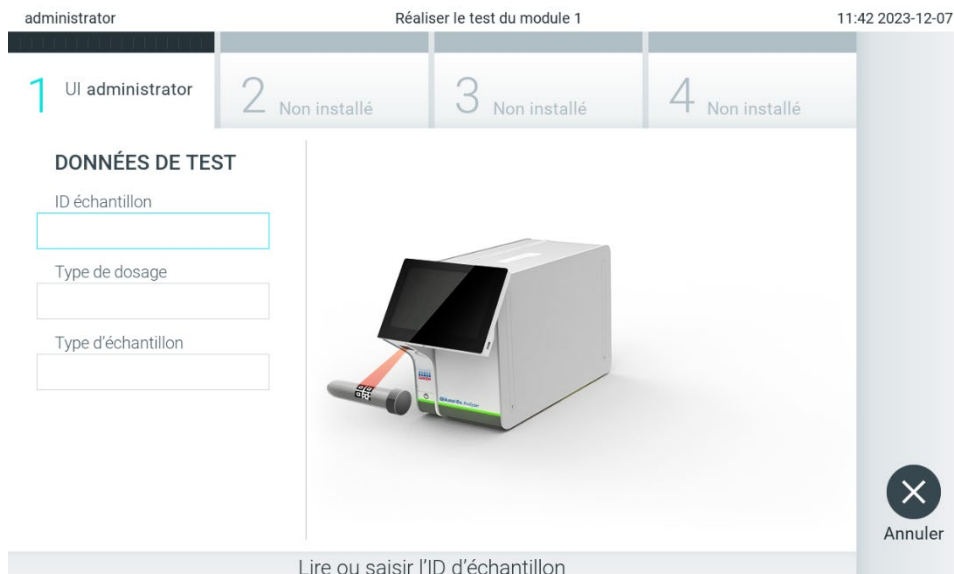 administrator
Réaliser le test du module 1
11:42 2023-12-07
1 UI administrator
2 Non installé
3 Non installé
4 Non installé
DONNÉES DE TEST
ID échantillon
Type de dosage
Type d'échantillon
Annuler
Lire ou saisir l'ID d'échantillon